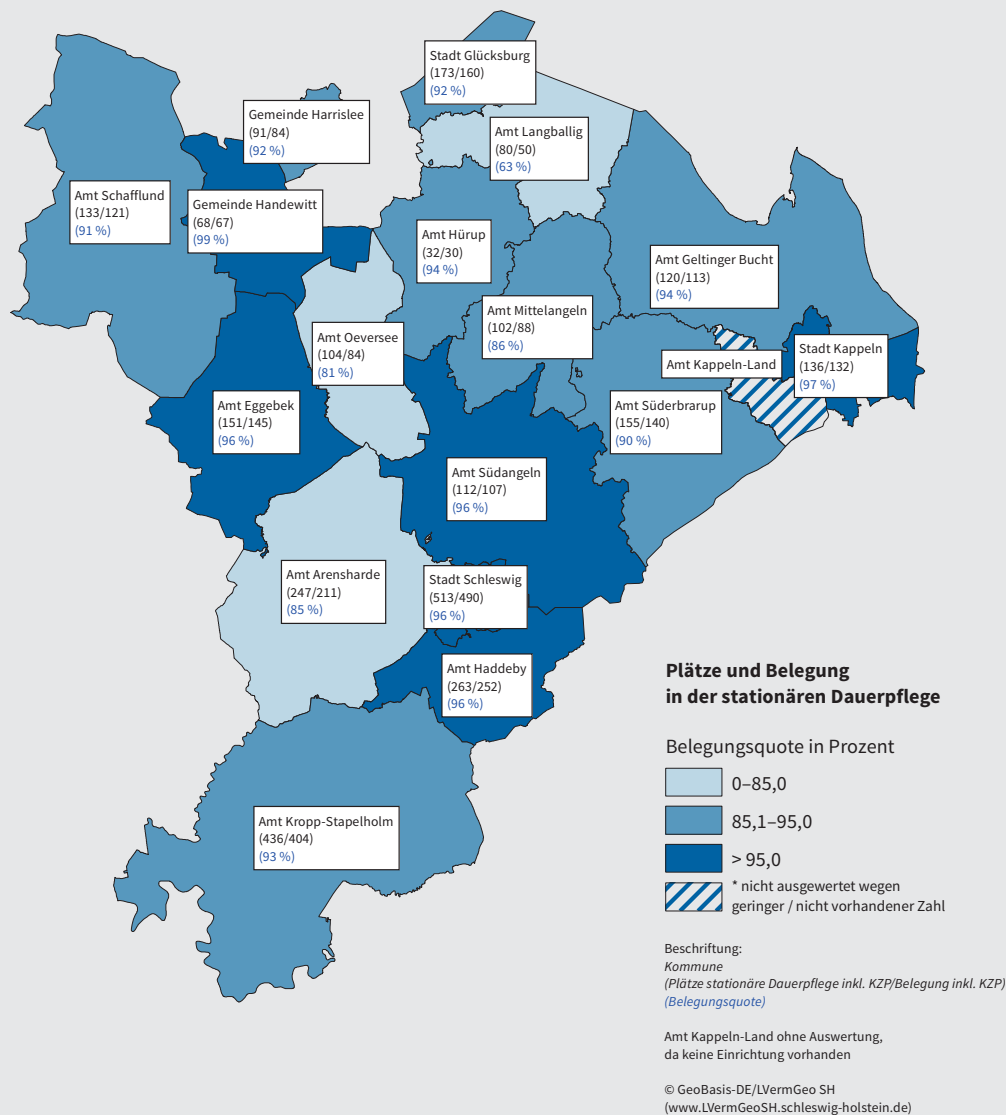 Stadt Glücksburg
(173/160)
(92 %)
Gemeinde Harrislee
(91/84)
(92 %)
Amt Langballig
(80/50)
(63 %)
Amt Schafflund
(133/121)
(91 %)
Gemeinde Handewitt
(68/67)
(99 %)
Amt Hürup
(32/30)
(94 %)
Amt Geltinger Bucht
(120/113)
(94 %)
Amt Mittelangeln
(102/88)
(86 %)
Amt Oeversee
(104/84)
(81 %)
Amt Kappeln-Land
Stadt Kappeln
(136/132)
(97 %)
Amt Eggebek
(151/145)
(96 %)
Amt Süderbrarup
(155/140)
(90 %)
Amt Südangeln
(112/107)
(96 %)
Amt Arensharde
(247/211)
(85 %)
Stadt Schleswig
(513/490)
(96 %)
Amt Haddeby
(263/252)
(96 %)
Amt Kropp-Stapelholm
(436/404)
(93 %)
Plätze und Belegung
in der stationären Dauerpflege
Belegungsquote in Prozent
0–85,0
85,1–95,0
> 95,0
* nicht ausgewertet wegen
geringer / nicht vorhandener Zahl
Beschriftung:
Kommune
(Plätze stationäre Dauerpflege inkl. KZP/Belegung inkl. KZP)
(Belegungsquote)
Amt Kappeln-Land ohne Auswertung,
da keine Einrichtung vorhanden
© GeoBasis-DE/LVermGeo SH
(www.LVermGeoSH.schleswig-holstein.de)